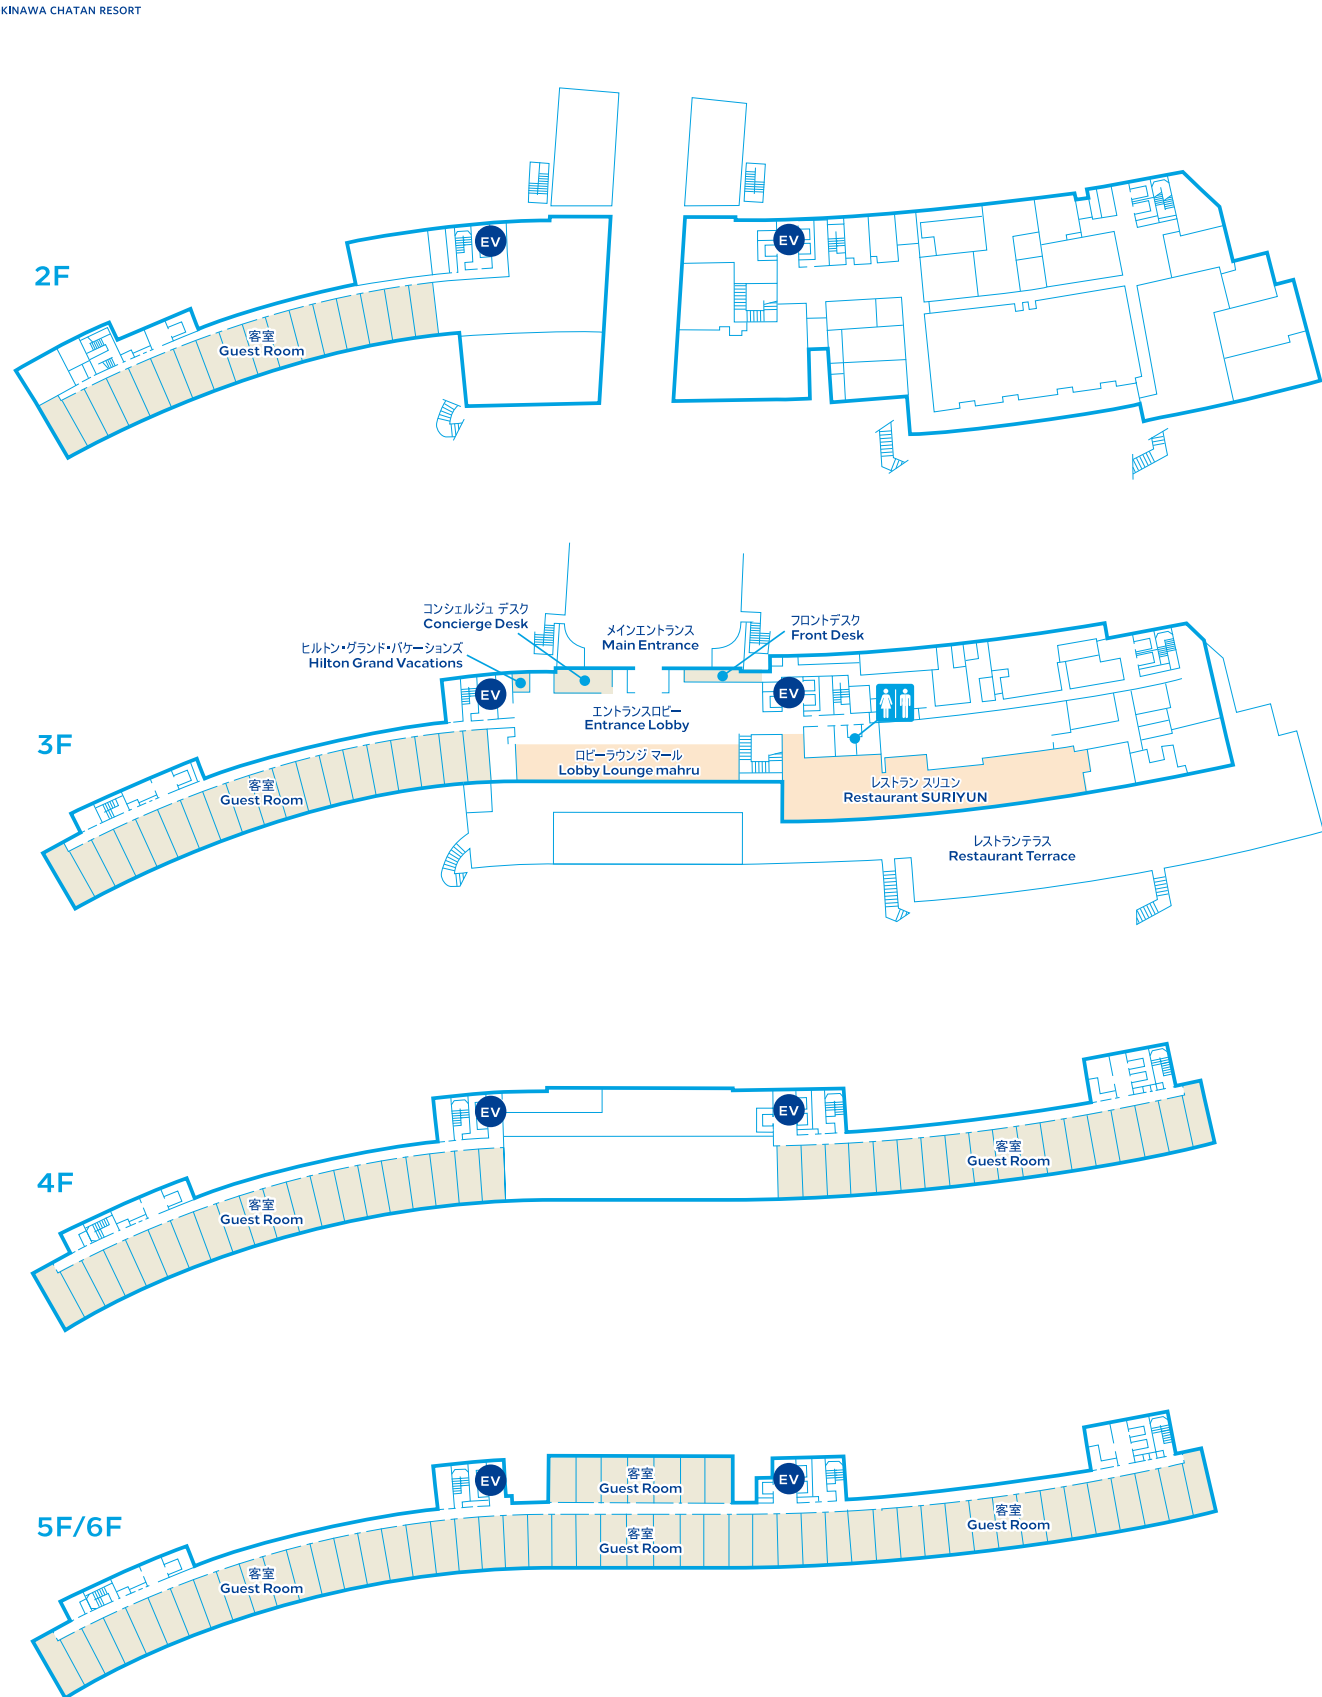 KINAWA CHATAN RESORT
2F
EV
EV
客室
Guest Room
3F
コンシェルジュ デスク
Concierge Desk
ヒルトン・グランド・バケーションズ
Hilton Grand Vacations
メインエントランス
Main Entrance
フロントデスク
Front Desk
EV
EV
エントランスロビー
Entrance Lobby
ロビーラウンジ マール
Lobby Lounge mahru
客室
Guest Room
レストラン スリユン
Restaurant SURIYUN
レストランテラス
Restaurant Terrace
4F
EV
EV
客室
Guest Room
客室
Guest Room
5F/6F
EV
EV
客室
Guest Room
客室
Guest Room
客室
Guest Room
客室
Guest Room